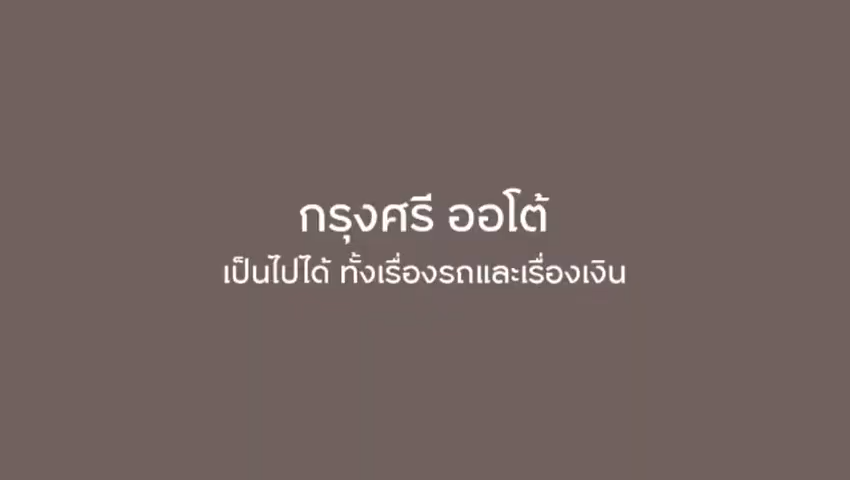 กรุงศรี ออโต้
เป็นไปได้ ทั้งเรื่องรถและเรื่องเงิน